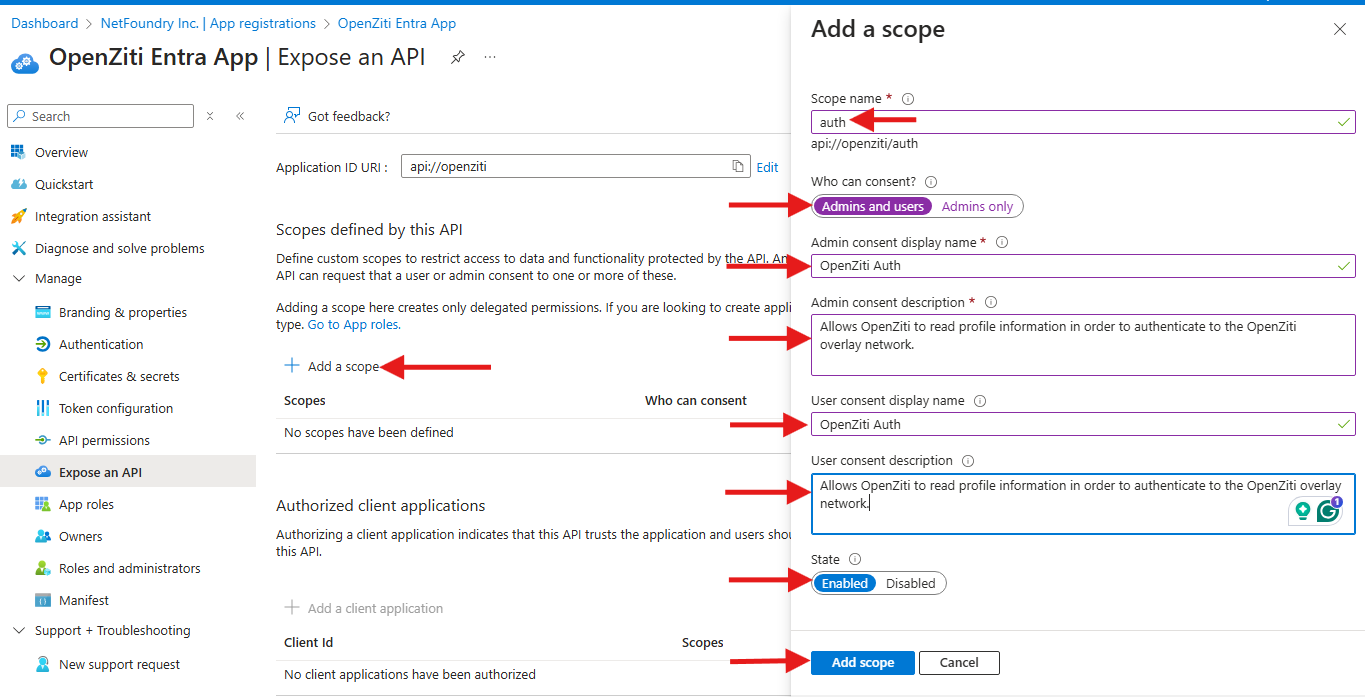 Dashboard > NetFoundry Inc. | App registrations > OpenZiti Entra App
OpenZiti Entra App | Expose an API
Search
Overview
Quickstart
Integration assistant
Diagnose and solve problems
Manage
Branding & properties
Authentication
Certificates & secrets
Token configuration
API permissions
Expose an API
App roles
Owners
Roles and administrators
Manifest
Support + Troubleshooting
New support request
Got feedback?
Application ID URI :
api://openziti
Edit
Scopes defined by this API
Define custom scopes to restrict access to data and functionality protected by the API. An
API can request that a user or admin consent to one or more of these.
Adding a scope here creates only delegated permissions. If you are looking to create appli
type. Go to App roles.
Add a scope
Scopes Who can consent
No scopes have been defined
Authorized client applications
Authorizing a client application indicates that this API trusts the application and users shou
this API.
Add a client application
Client Id Scopes
No client applications have been authorized
Add a scope
Scope name *
auth
api://openziti/auth
Who can consent?
Admins and users Admins only
Admin consent display name *
OpenZiti Auth
Admin consent description *
Allows OpenZiti to read profile information in order to authenticate to the OpenZiti
overlay network.
User consent display name
OpenZiti Auth
User consent description
Allows OpenZiti to read profile information in order to authenticate to the OpenZiti overlay
network.
1
State
Enabled Disabled
Add scope Cancel